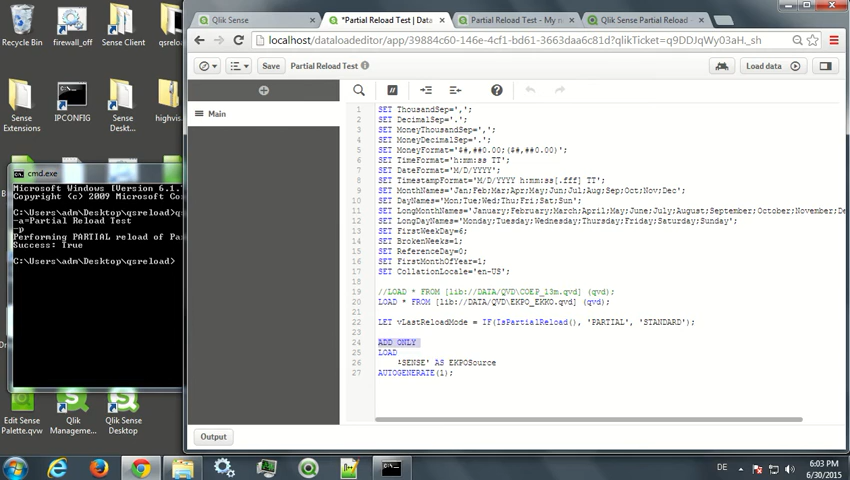 Recycle Bin
firewall_off
Sense Client
qsre
Sense Extensions
IPCONFIG
Sense Deskt...
highvis
Edit Sense Palette.qvw
Qlik Manageme...
Qlik Sense Desktop
cmd.exe
Microsoft Windows [Version 6.1.
Copyright (c) 2009 Microsoft
C:\Users\adm\Desktop\qsreload>
-a=Partial Reload Test
-p
Performing PARTIAL reload of Pa
Success: True
C:\Users\adm\Desktop\qsreload>
Qlik Sense
*Partial Reload Test | Data
Partial Reload Test - My n
Qlik Sense Partial Reload
localhost/dataloadeditor/app/39884c60-146e-4cf1-bd61-3663daa6c81d?qlikTicket=q9DDJqWy03aH._sh
Save
Partial Reload Test
Load data
Main
1 SET ThousandSep=',';
2 SET DecimalSep='.';
3 SET MoneyThousandSep=',';
4 SET MoneyDecimalSep='.';
5 SET MoneyFormat='$#,##0.00;($#,##0.00)';
6 SET TimeFormat='h:mm:ss TT';
7 SET DateFormat='M/D/YYYY';
8 SET TimestampFormat='M/D/YYYY h:mm:ss[.fff] TT';
9 SET MonthNames='Jan;Feb;Mar;Apr;May;Jun;Jul;Aug;Sep;Oct;Nov;Dec';
10 SET DayNames='Mon;Tue;Wed;Thu;Fri;Sat;Sun';
11 SET LongMonthNames='January;February;March;April;May;June;July;August;September;October;November;De
12 SET LongDayNames='Monday;Tuesday;Wednesday;Thursday;Friday;Saturday;Sunday';
13 SET FirstWeekDay=6;
14 SET BrokenWeeks=1;
15 SET ReferenceDay=0;
16 SET FirstMonthOfYear=1;
17 SET CollationLocale='en-US';
18
19 //LOAD * FROM [lib://DATA/QVD\COEP_13m.qvd] (qvd);
20 LOAD * FROM [lib://DATA/QVD\EKPO_EKKO.qvd] (qvd);
21
22 LET vLastReloadMode = IF(IsPartialReload(), 'PARTIAL', 'STANDARD');
23
24 ADD ONLY
25 LOAD
26 'SENSE' AS EKPOSource
27 AUTOGENERATE(1);
Output
DE
6:03 PM
6/30/2015